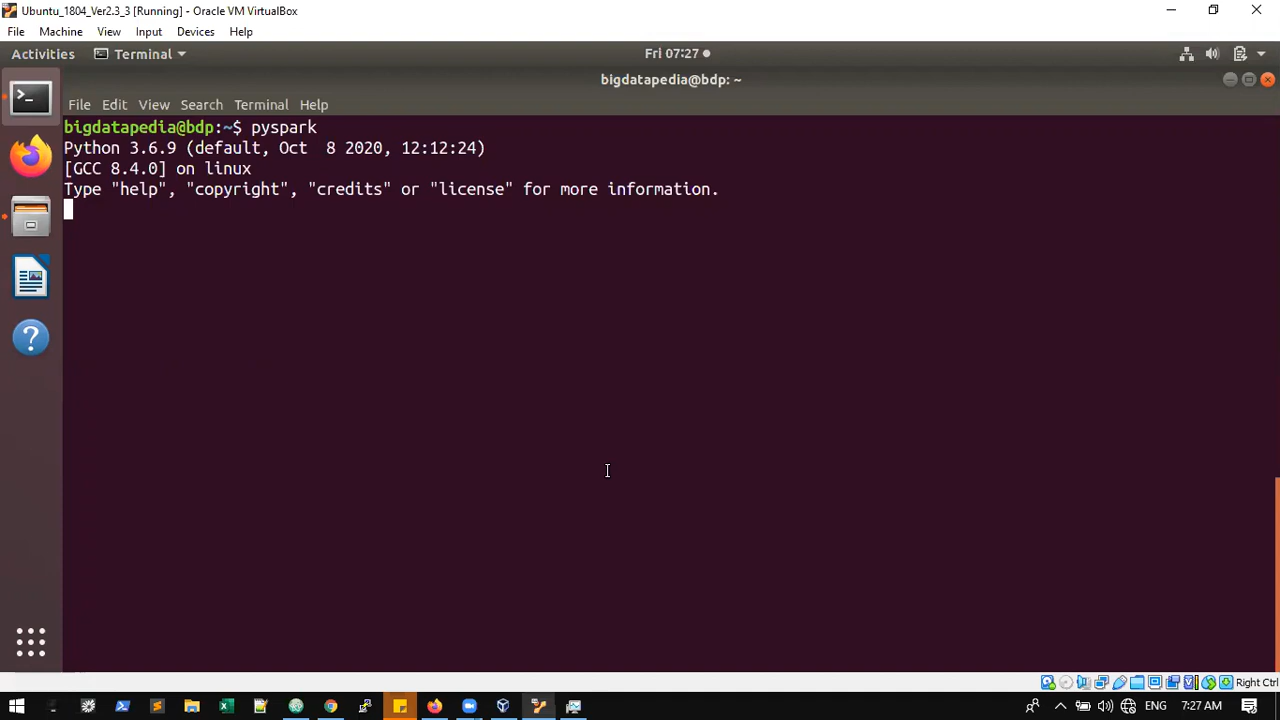 Ubuntu_1804_Ver2.3_3 [Running] - Oracle VM VirtualBox
File Machine View Input Devices Help
Activities Terminal Fri 07:27
bigdatapedia@bdp: ~
File Edit View Search Terminal Help
bigdatapedia@bdp:~$ pyspark
Python 3.6.9 (default, Oct  8 2020, 12:12:24)
[GCC 8.4.0] on linux
Type "help", "copyright", "credits" or "license" for more information.
Right Ctrl
ENG 7:27 AM